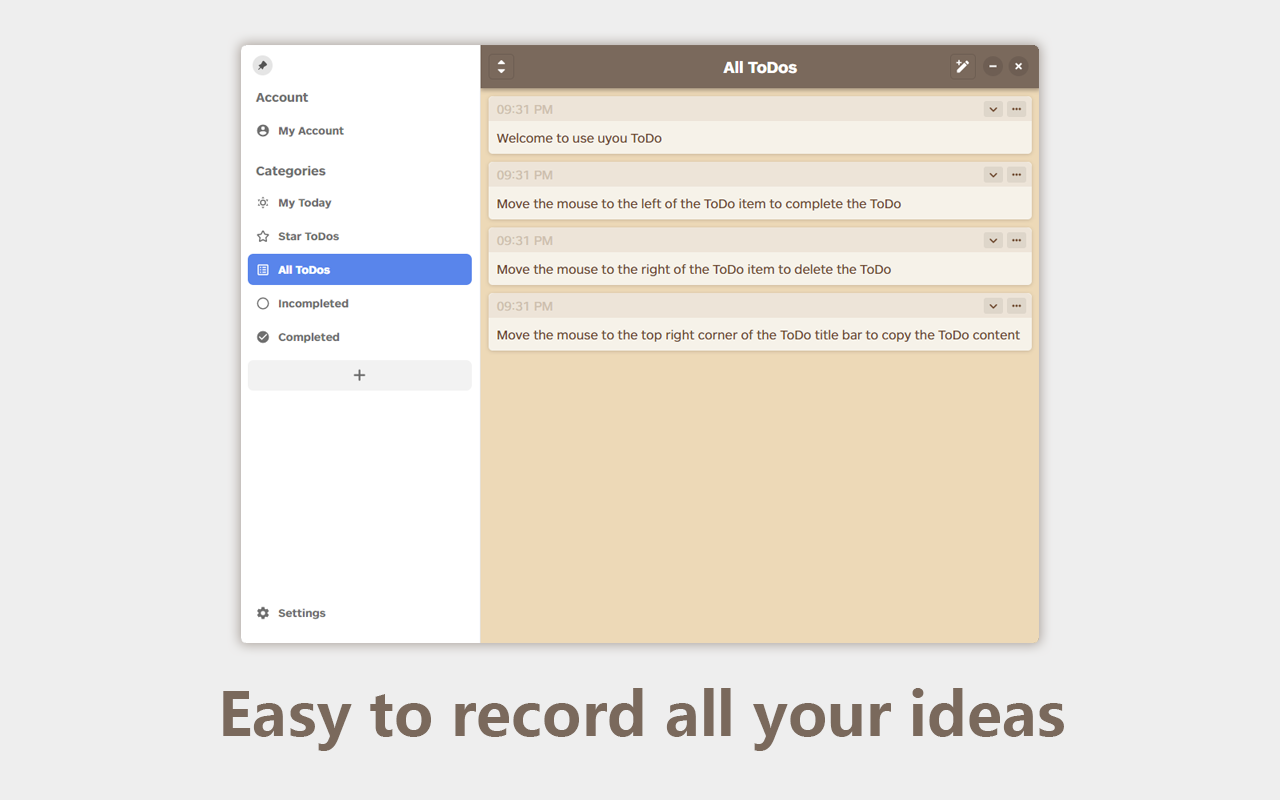 Account
My Account
Categories
My Today
Star ToDos
All ToDos
Incompleted
Completed
Settings
All ToDos
09:31 PM
Welcome to use uyou ToDo
09:31 PM
Move the mouse to the left of the ToDo item to complete the ToDo
09:31 PM
Move the mouse to the right of the ToDo item to delete the ToDo
09:31 PM
Move the mouse to the top right corner of the ToDo title bar to copy the ToDo content
Easy to record all your ideas